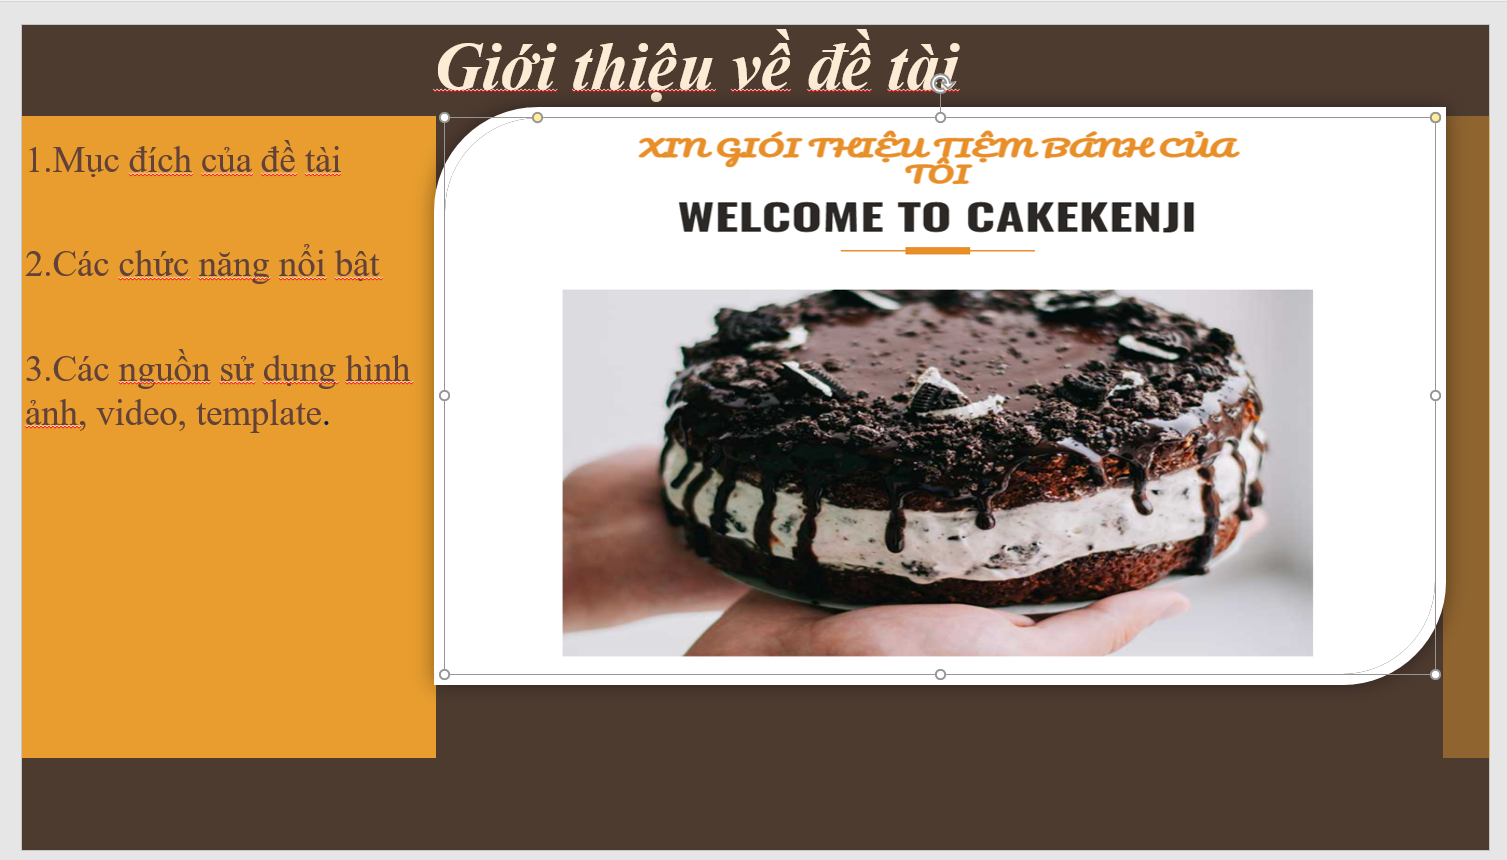 Giới thiệu về đề tài
1.Mục đích của đề tài
2.Các chức năng nổi bật
3.Các nguồn sử dụng hình
ảnh, video, template.
XIN GIÓI THIỆU TIỆM BÁNH CỦA
TÔI
WELCOME TO CAKEKENJI